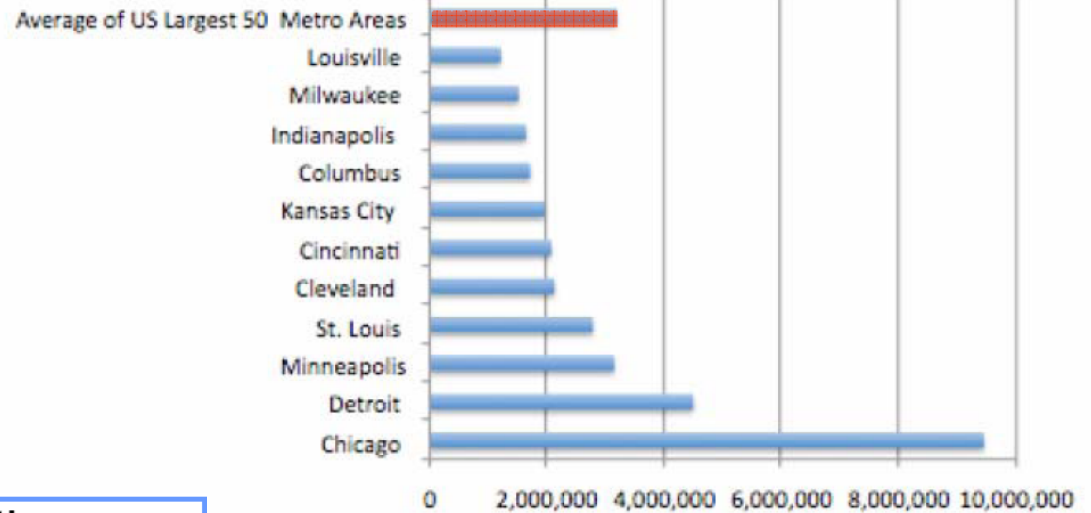 Average of US Largest 50 Metro Areas
Louisville
Milwaukee
Indianapolis
Columbus
Kansas City
Cincinnati
Cleveland
St. Louis
Minneapolis
Detroit
Chicago
0 2,000,000 4,000,000 6,000,000 8,000,000 10,000,000